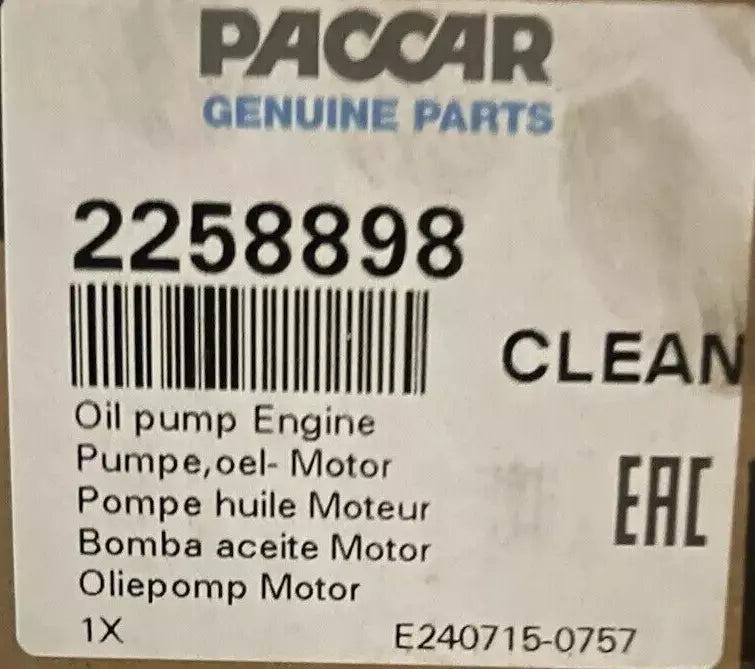 PACCAR
GENUINE PARTS
2258898
CLEAN
Oil pump Engine
Pumpe,oel- Motor
Pompe huile Moteur
EAC
Bomba aceite Motor
Oliepomp Motor
1X E240715-0757